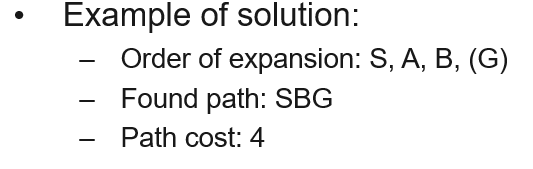 • Example of solution:
– Order of expansion: S, A, B, (G)
– Found path: SBG
– Path cost: 4